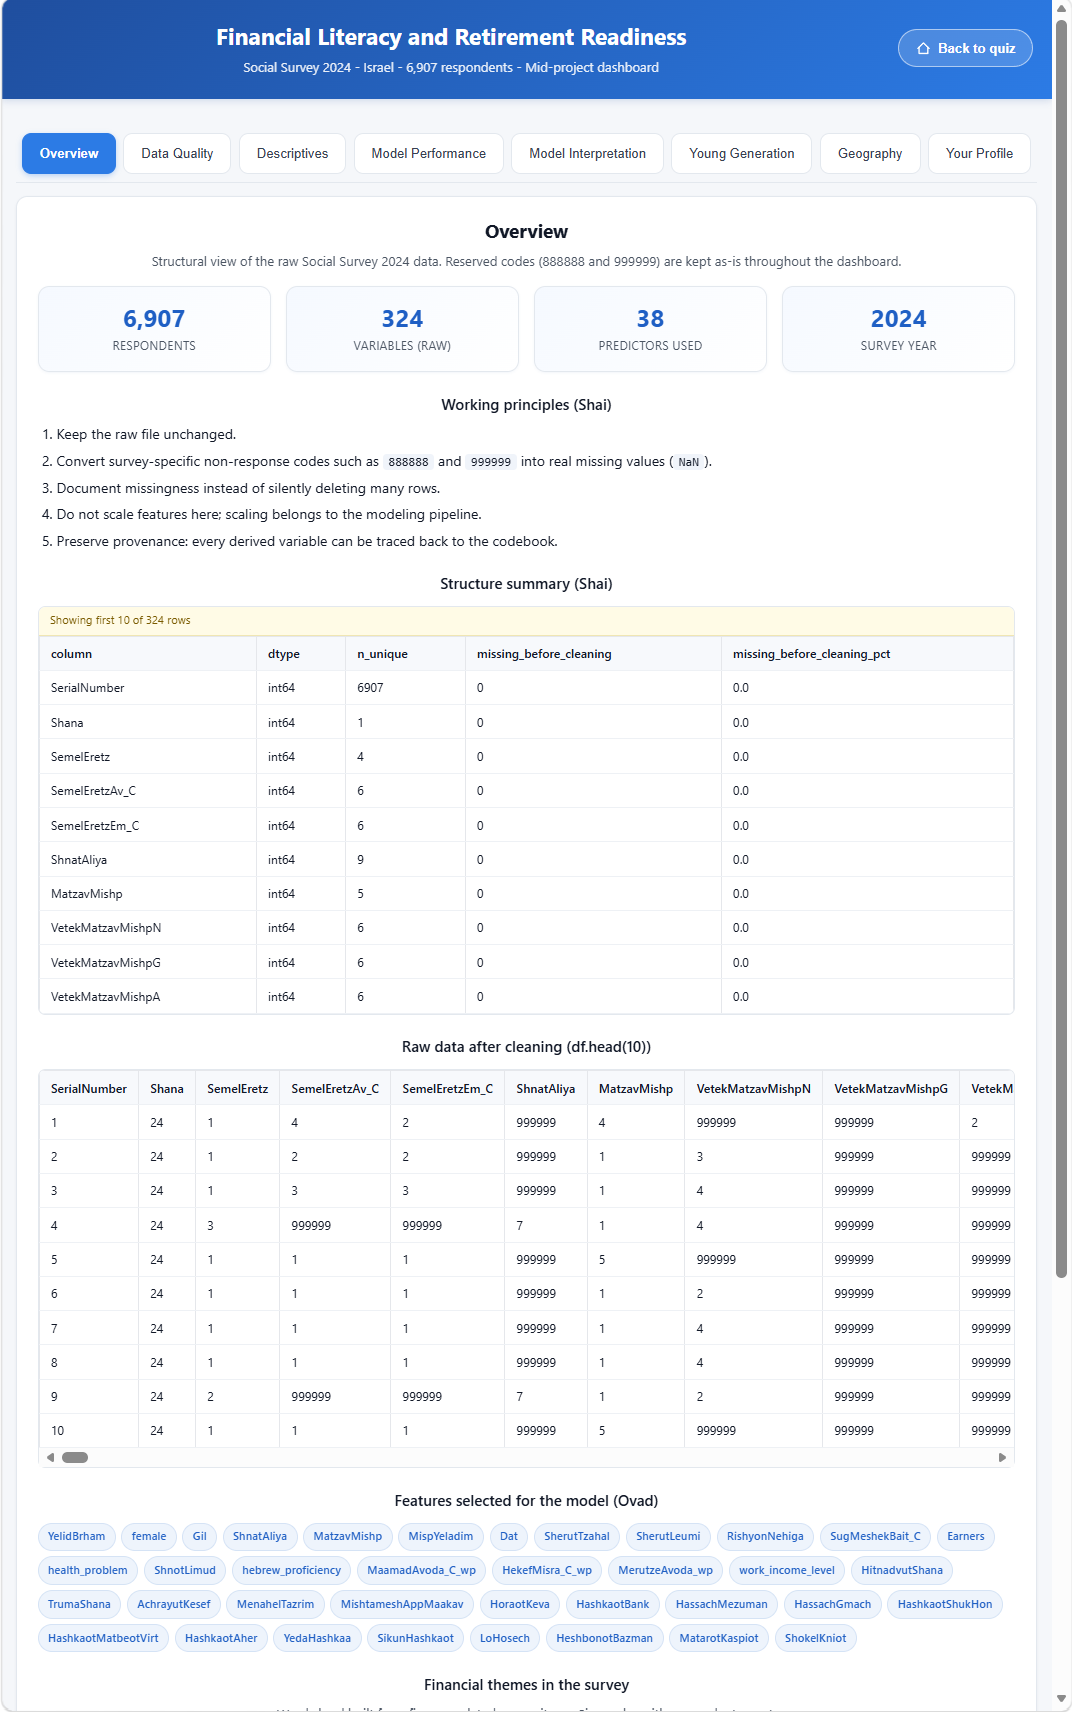 Financial Literacy and Retirement Readiness
Social Survey 2024 - Israel - 6,907 respondents - Mid-project dashboard
Back to quiz
Overview Data Quality Descriptives Model Performance Model Interpretation Young Generation Geography Your Profile
Overview
Structural view of the raw Social Survey 2024 data. Reserved codes (888888 and 999999) are kept as-is throughout the dashboard.
6,907 324 38 2024
RESPONDENTS VARIABLES (RAW) PREDICTORS USED SURVEY YEAR
Working principles (Shai)
1. Keep the raw file unchanged.
2. Convert survey-specific non-response codes such as 888888 and 999999 into real missing values ( NaN ).
3. Document missingness instead of silently deleting many rows.
4. Do not scale features here; scaling belongs to the modeling pipeline.
5. Preserve provenance: every derived variable can be traced back to the codebook.
Structure summary (Shai)
Showing first 10 of 324 rows
column dtype n_unique missing_before_cleaning missing_before_cleaning_pct
SerialNumber int64 6907 0 0.0
Shana int64 1 0 0.0
SemelEretz int64 4 0 0.0
SemelEretzAv_C int64 6 0 0.0
SemelEretzEm_C int64 6 0 0.0
ShnatAliya int64 9 0 0.0
MatzavMishp int64 5 0 0.0
VetekMatzavMishpN int64 6 0 0.0
VetekMatzavMishpG int64 6 0 0.0
VetekMatzavMishpA int64 6 0 0.0
Raw data after cleaning (df.head(10))
SerialNumber Shana SemelEretz SemelEretzAv_C SemelEretzEm_C ShnatAliya MatzavMishp VetekMatzavMishpN VetekMatzavMishpG VetekM
1 24 1 4 2 999999 4 999999 999999 2
2 24 1 2 2 999999 1 3 999999 999999
3 24 1 3 3 999999 1 4 999999 999999
4 24 3 999999 999999 7 1 4 999999 999999
5 24 1 1 1 999999 5 999999 999999 999999
6 24 1 1 1 999999 1 2 999999 999999
7 24 1 1 1 999999 1 4 999999 999999
8 24 1 1 1 999999 1 4 999999 999999
9 24 2 999999 999999 7 1 2 999999 999999
10 24 1 1 1 999999 5 999999 999999 999999
Features selected for the model (Ovad)
YelidBrham female Gil ShnatAliya MatzavMishp MispYeladim Dat SherutTzahal SherutLeumi RishyonNehiga SugMeshekBait_C Earners
health_problem ShnotLimud hebrew_proficiency MaamadAvoda_C_wp HekefMisra_C_wp MerutzeAvoda_wp work_income_level HitnadvutShana
TrumaShana AchrayutKesef MenahelTazrim MishtameshAppMaakav HoraotKeva HashkaotBank HassachMezuman HassachGmach HashkaotShukHon
HashkaotMatbeotVirt HashkaotAher YedaHashkaa SikunHashkaot LoHosech HeshbonotBazman MatarotKaspiot ShokelKniot
Financial themes in the survey